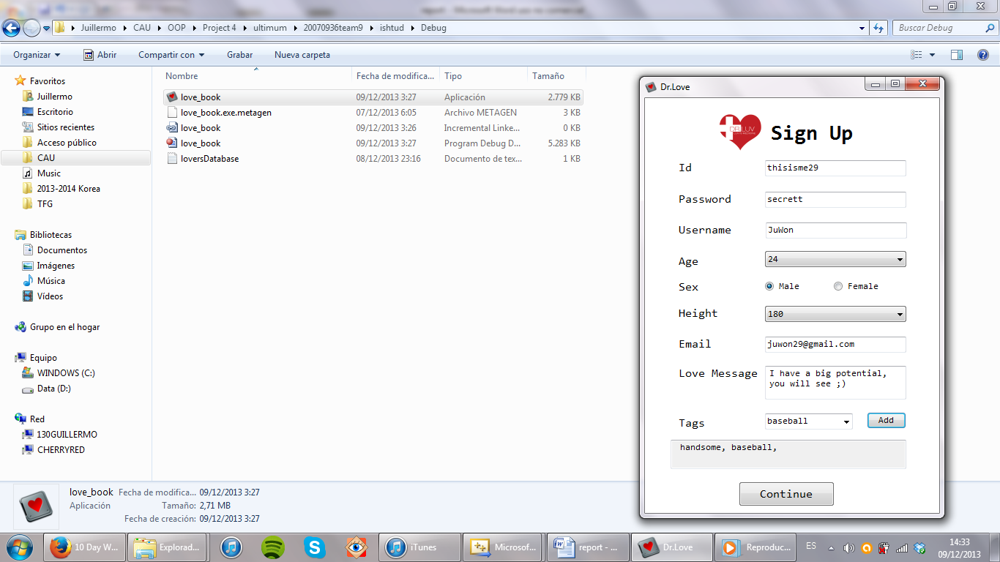 report - Microsoft Word uso no comercial
Juillermo CAU OOP Project 4 ultimum 20070936team9 ishtud Debug
Buscar Debug
Organizar Abrir Compartir con Grabar Nueva carpeta
Nombre Fecha de modifica... Tipo Tamaño
love_book 09/12/2013 3:27 Aplicación 2.779 KB
love_book.exe.metagen 07/12/2013 6:05 Archivo METAGEN 3 KB
love_book 09/12/2013 3:26 Incremental Linke... 0 KB
love_book 09/12/2013 3:27 Program Debug D... 5.283 KB
loversDatabase 08/12/2013 23:16 Documento de tex... 1 KB
Favoritos
Juillermo
Escritorio
Sitios recientes
Acceso público
CAU
Music
2013-2014 Korea
TFG
Bibliotecas
Documentos
Imágenes
Música
Vídeos
Grupo en el hogar
Equipo
WINDOWS (C:)
Data (D:)
Red
130GUILLERMO
CHERRYRED
Dr.Love
DR.LUV
Sign Up
Id thisisme29
Password secrett
Username JuWon
Age 24
Sex Male Female
Height 180
Email juwon29@gmail.com
Love Message I have a big potential,
you will see ;)
Tags baseball Add
handsome, baseball,
Continue
love_book Fecha de modifica... 09/12/2013 3:27
Aplicación Tamaño: 2,71 MB
Fecha de creación: 09/12/2013 3:27
10 Day W... Explorad... iTunes Microsof... report - ... Dr.Love Reproduc... ES 14:33
09/12/2013